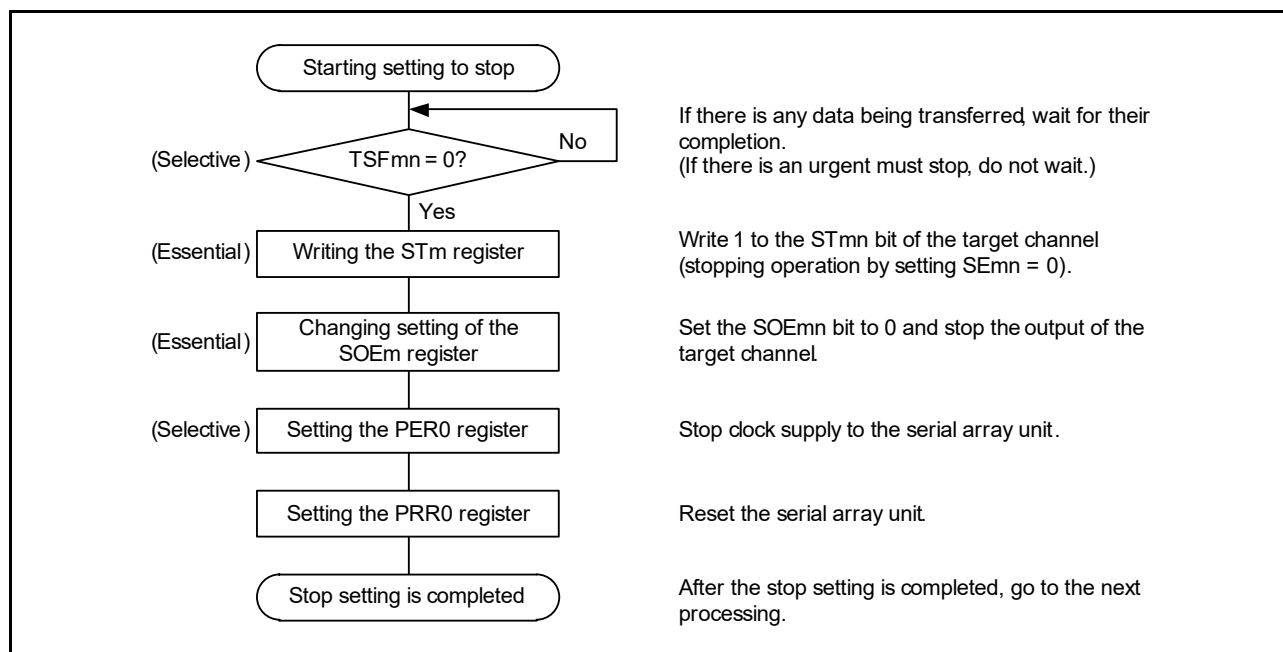 Starting setting to stop
If there is any data being transferred, wait for their
completion.
(If there is an urgent must stop, do not wait.)
No
(Selective)
TSFmn = 0?
Yes
(Essential)
Writing the STm register
Write 1 to the STmn bit of the target channel
(stopping operation by setting SEmn = 0).
(Essential)
Changing setting of the
SOEm register
Set the SOEmn bit to 0 and stop the output of the
target channel.
(Selective)
Setting the PER0 register
Stop clock supply to the serial array unit.
Setting the PRR0 register
Reset the serial array unit.
Stop setting is completed
After the stop setting is completed, go to the next
processing.